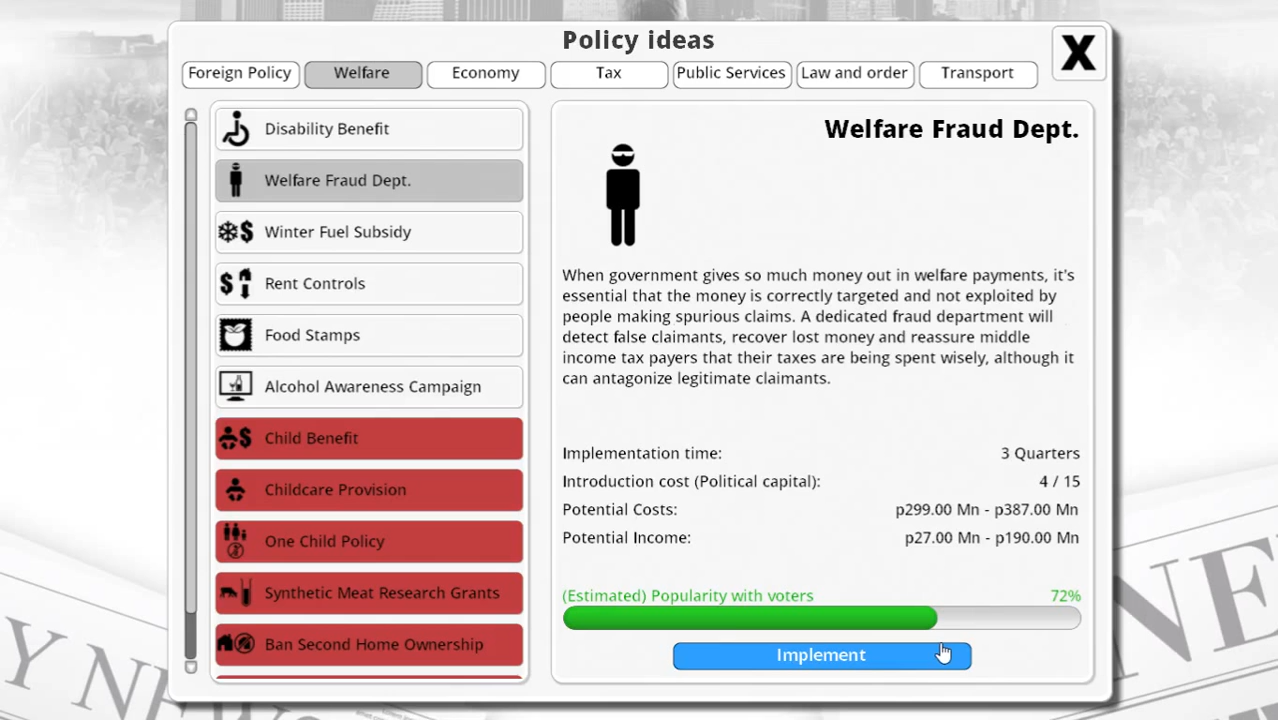 Policy ideas
X
Foreign Policy
Welfare
Economy
Tax
Public Services
Law and order
Transport
Disability Benefit
Welfare Fraud Dept.
Winter Fuel Subsidy
Rent Controls
Food Stamps
Alcohol Awareness Campaign
Child Benefit
Childcare Provision
One Child Policy
Synthetic Meat Research Grants
Ban Second Home Ownership
Welfare Fraud Dept.
When government gives so much money out in welfare payments, it's
essential that the money is correctly targeted and not exploited by
people making spurious claims. A dedicated fraud department will
detect false claimants, recover lost money and reassure middle
income tax payers that their taxes are being spent wisely, although it
can antagonize legitimate claimants.
Implementation time: 3 Quarters
Introduction cost (Political capital): 4 / 15
Potential Costs: p299.00 Mn - p387.00 Mn
Potential Income: p27.00 Mn - p190.00 Mn
(Estimated) Popularity with voters 72%
Implement